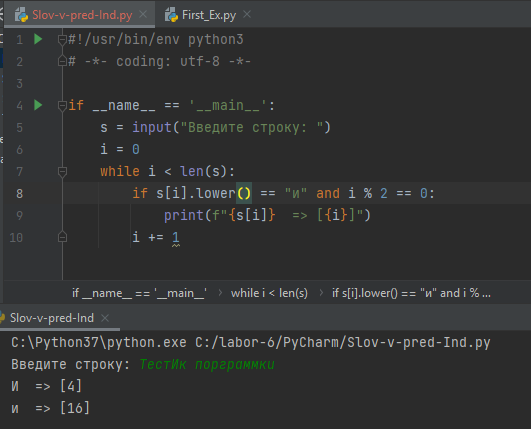 Slov-v-pred-Ind.py × First_Ex.py ×
1 #!/usr/bin/env python3
2 # -*- coding: utf-8 -*-
3
4 if __name__ == '__main__':
5 s = input("Введите строку: ")
6 i = 0
7 while i < len(s):
8 if s[i].lower() == "и" and i % 2 == 0:
9 print(f"{s[i]}  => [{i}]")
10 i += 1
if __name__ == '__main__' › while i < len(s) › if s[i].lower() == "и" and i % ...
Slov-v-pred-Ind ×
C:\Python37\python.exe C:/labor-6/PyCharm/Slov-v-pred-Ind.py
Введите строку: ТестИк порграммки
И  => [4]
и  => [16]